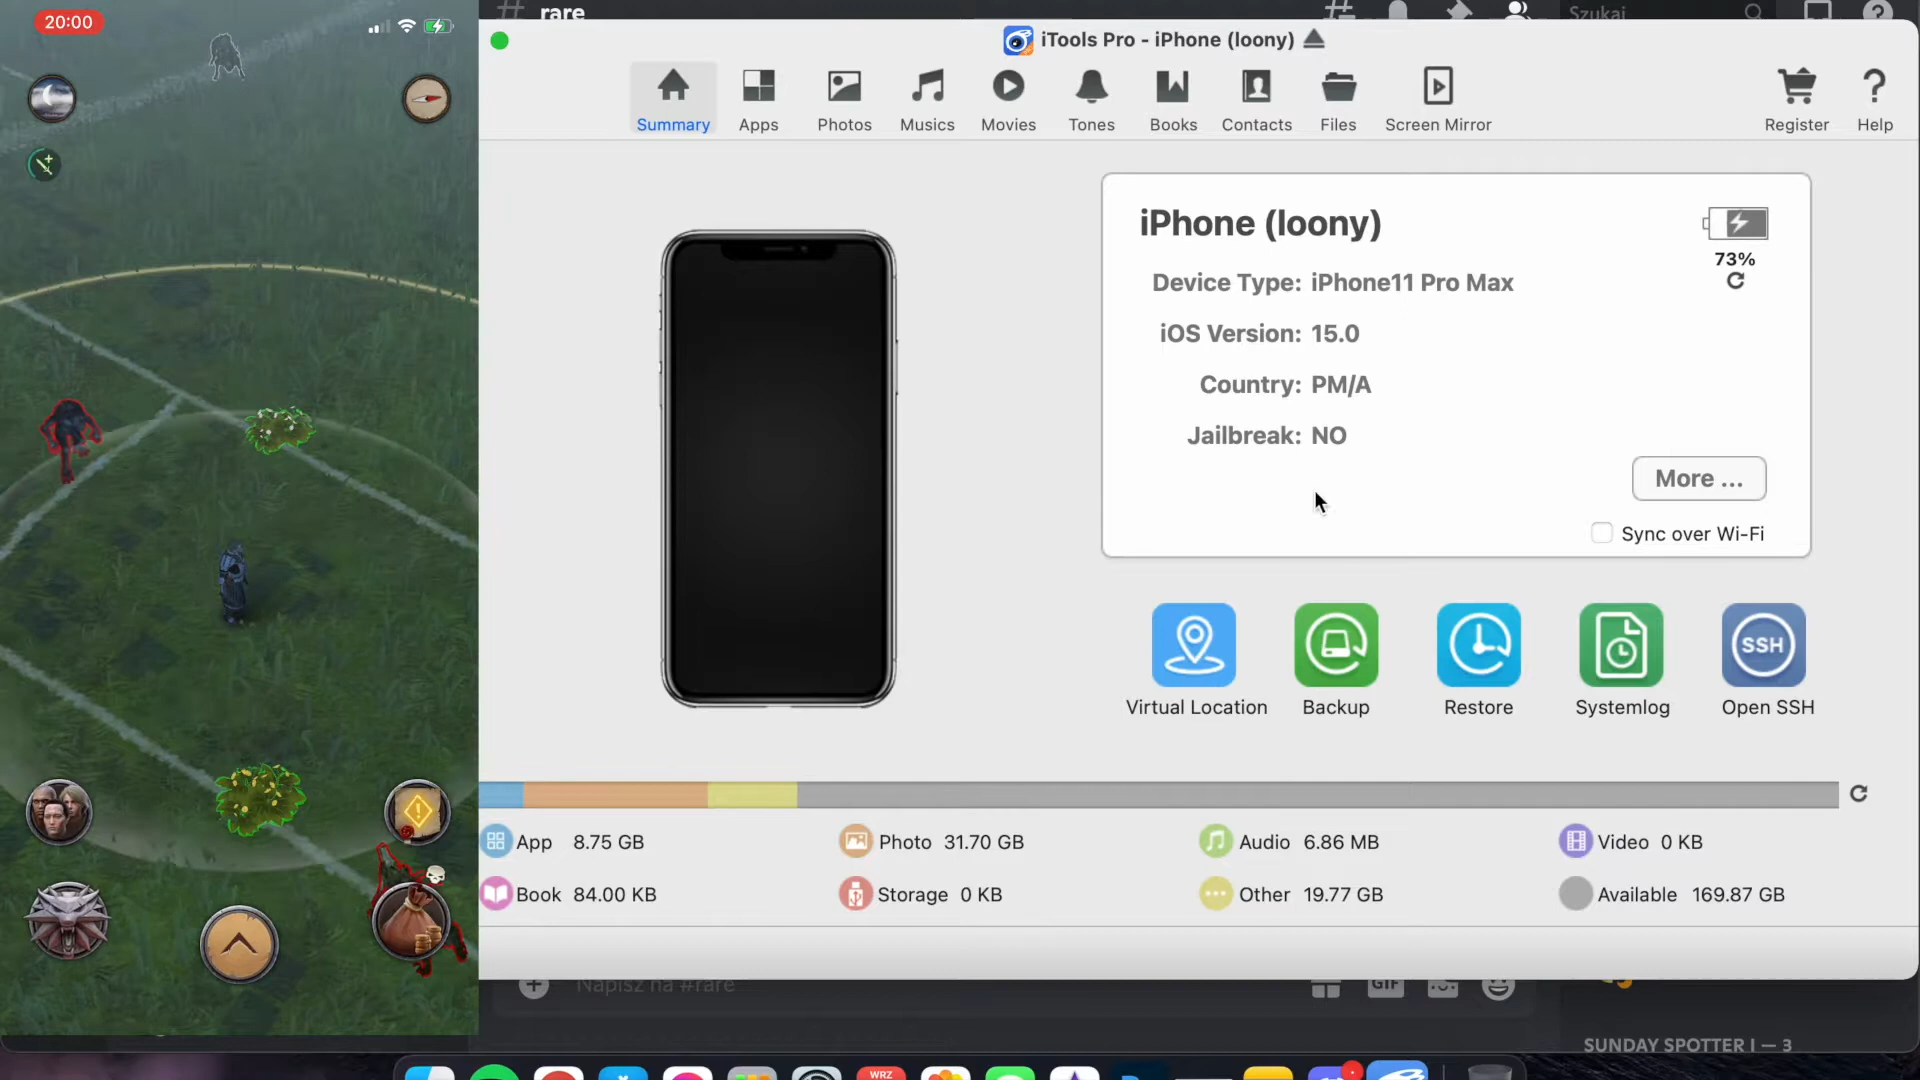 20:00
rare
Szukaj
iTools Pro - iPhone (loony)
Summary
Apps
Photos
Musics
Movies
Tones
Books
Contacts
Files
Screen Mirror
Register
Help
iPhone (loony)
73%
Device Type: iPhone11 Pro Max
iOS Version: 15.0
Country: PM/A
Jailbreak: NO
More ...
Sync over Wi-Fi
SSH
Virtual Location
Backup
Restore
Systemlog
Open SSH
App 8.75 GB
Photo 31.70 GB
Audio 6.86 MB
Video 0 KB
Book 84.00 KB
Storage 0 KB
Other 19.77 GB
Available 169.87 GB
Napisz na #rare
GIF
SUNDAY SPOTTER I — 3
WRZ